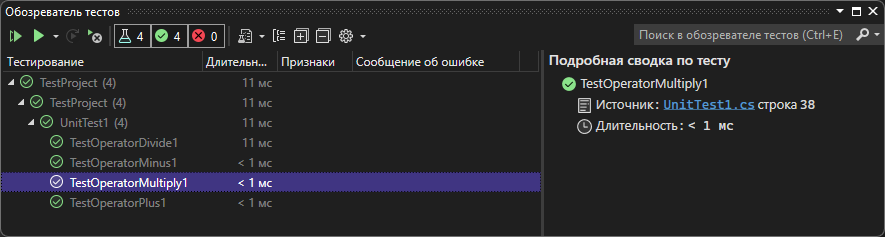 Обозреватель тестов
4 4 0
Поиск в обозревателе тестов (Ctrl+E)
Тестирование Длительн... Признаки Сообщение об ошибке
TestProject (4) 11 мс
TestProject (4) 11 мс
UnitTest1 (4) 11 мс
TestOperatorDivide1 11 мс
TestOperatorMinus1 < 1 мс
TestOperatorMultiply1 < 1 мс
TestOperatorPlus1 < 1 мс
Подробная сводка по тесту
TestOperatorMultiply1
Источник: UnitTest1.cs строка 38
Длительность: < 1 мс